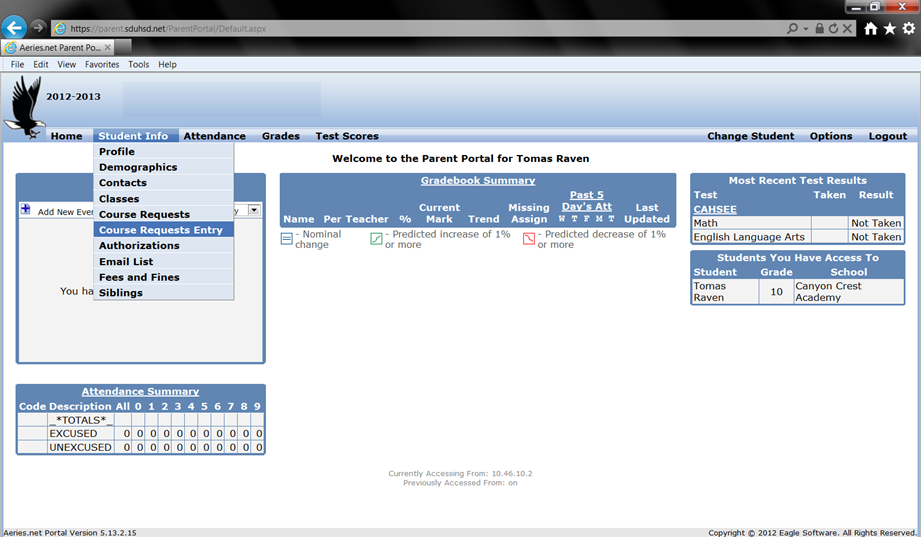 https://parent.sduhsd.net/ParentPortal/Default.aspx
Aeries.net Parent Po...
File Edit View Favorites Tools Help
2012-2013
Home Student Info Attendance Grades Test Scores Change Student Options Logout
Profile
Demographics
Contacts
Classes
Course Requests
Course Requests Entry
Authorizations
Email List
Fees and Fines
Siblings
Welcome to the Parent Portal for Tomas Raven
Add New Even
y
You ha
Gradebook Summary
Name Per Teacher % Current Mark Trend Missing Assign Past 5 Day's Att W T F M T Last Updated
- Nominal change
- Predicted increase of 1% or more
- Predicted decrease of 1% or more
Most Recent Test Results
Test Taken Result
CAHSEE
Math Not Taken
English Language Arts Not Taken
Students You Have Access To
Student Grade School
Tomas Raven 10 Canyon Crest Academy
Attendance Summary
Code Description All 0 1 2 3 4 5 6 7 8 9
_*TOTALS*_
EXCUSED 0 0 0 0 0 0 0 0 0 0 0
UNEXCUSED 0 0 0 0 0 0 0 0 0 0 0
Currently Accessing From: 10.46.10.2
Previously Accessed From: on
Aeries.net Portal Version 5.13.2.15
Copyright © 2012 Eagle Software. All Rights Reserved.